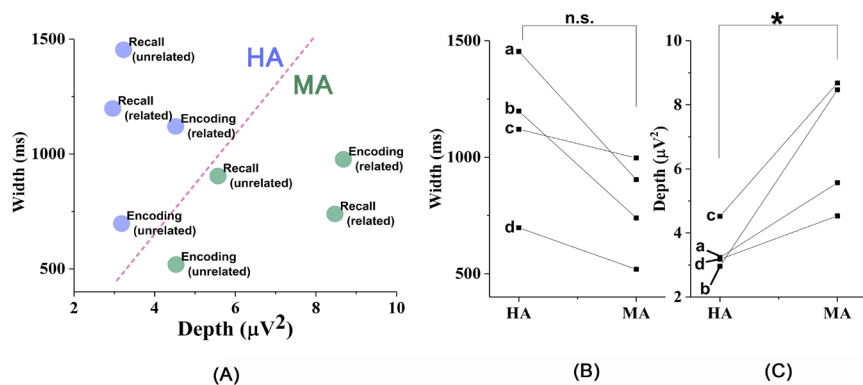 1500
1000
500
Width (ms)
2
4
6
8
10
Depth (μV2)
HA
MA
Recall
(unrelated)
Recall
(related)
Encoding
(related)
Encoding
(related)
Recall
(unrelated)
Recall
(related)
Encoding
(unrelated)
Encoding
(unrelated)
(A)
n.s.
1500
1000
500
Width (ms)
a
b
c
d
HA
MA
(B)
*
10
8
6
4
2
Depth (μV2)
c
a
d
b
HA
MA
(C)